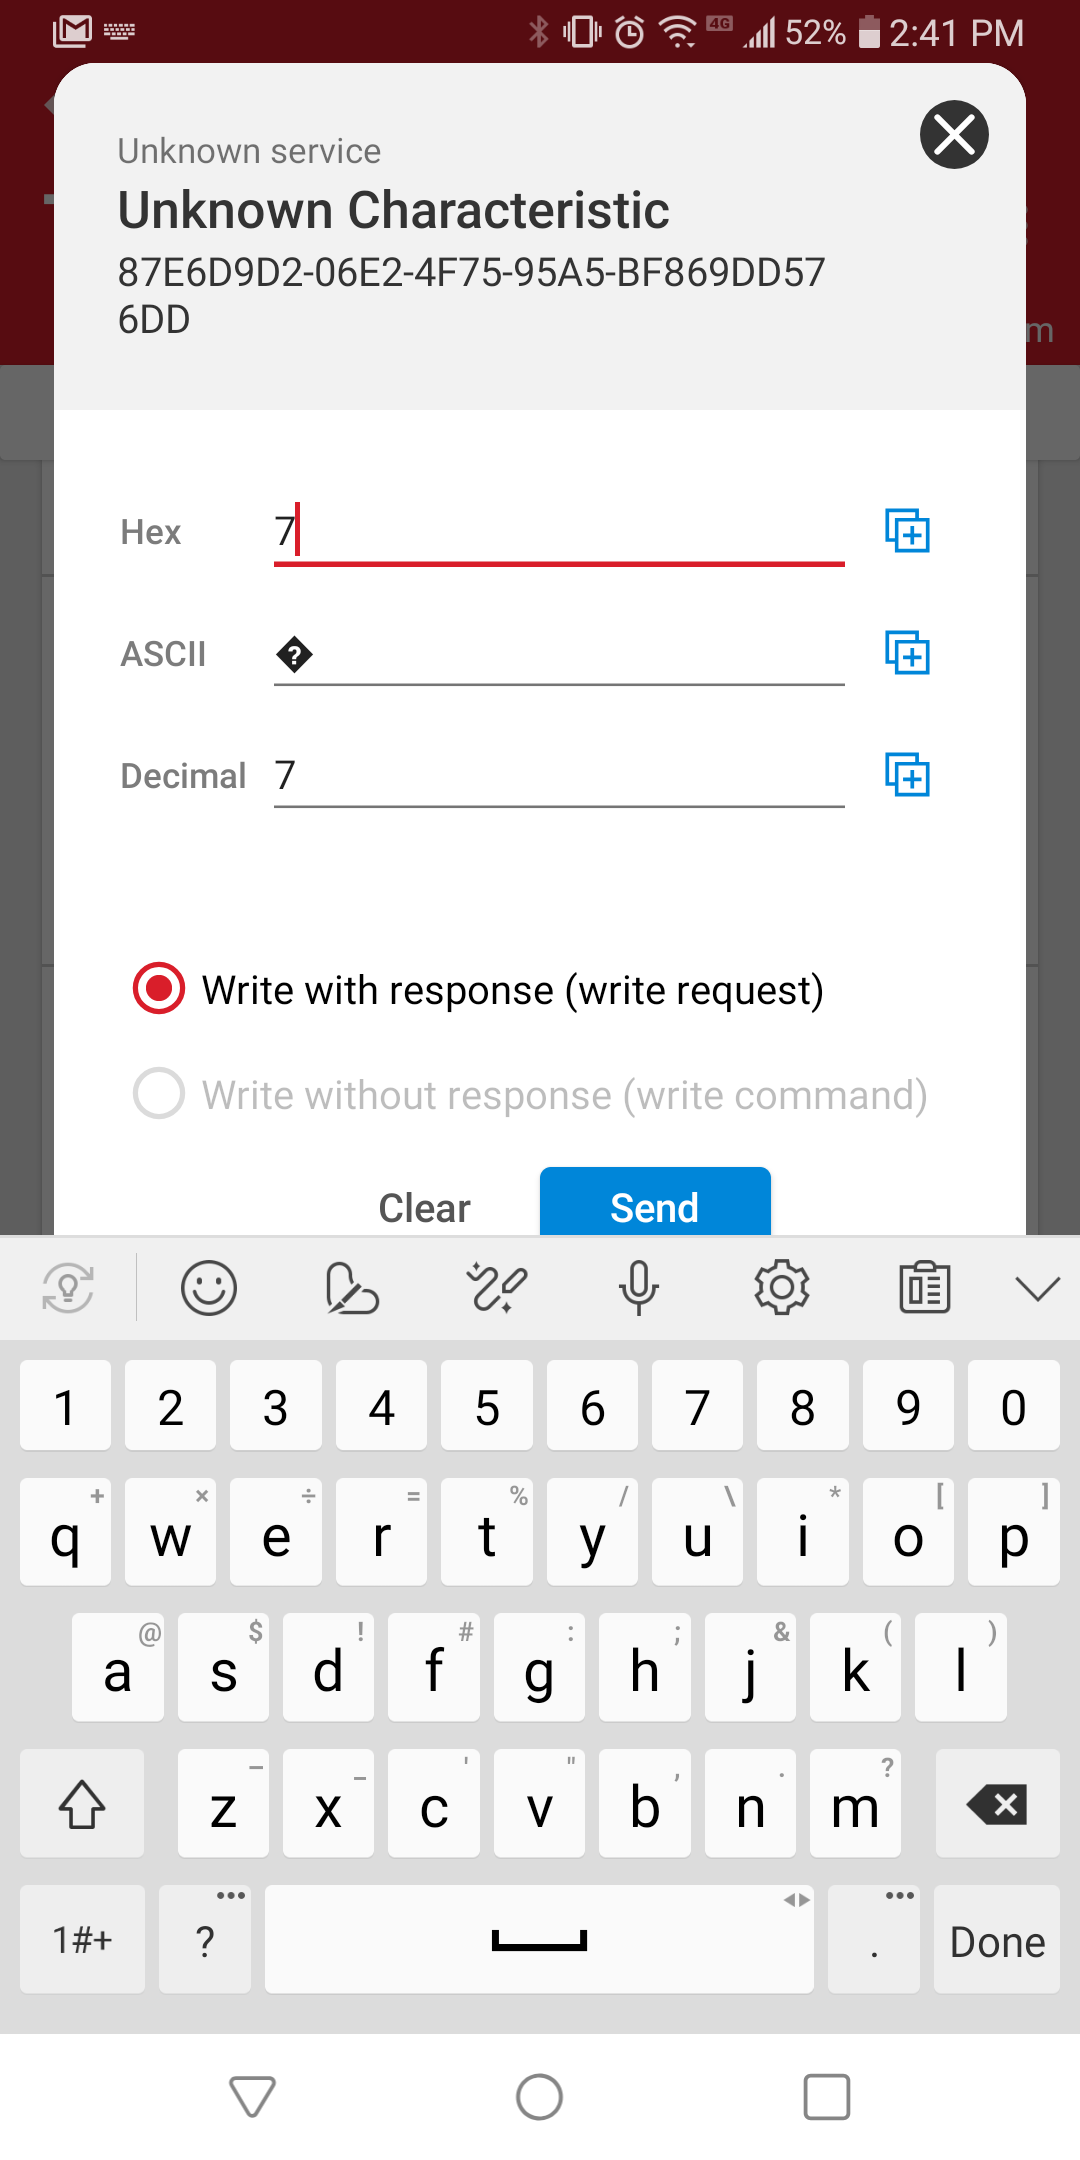 4G 52% 2:41 PM
Unknown service
Unknown Characteristic
87E6D9D2-06E2-4F75-95A5-BF869DD57
6DD
m
Hex 7
ASCII �
Decimal 7
Write with response (write request)
Write without response (write command)
Clear Send
1 2 3 4 5 6 7 8 9 0
+ × ÷ = % / \ * [ ]
q w e r t y u i o p
@ $ ! # : ; & ( )
a s d f g h j k l
– _ ' " , . ?
z x c v b n m
1#+ ? . Done